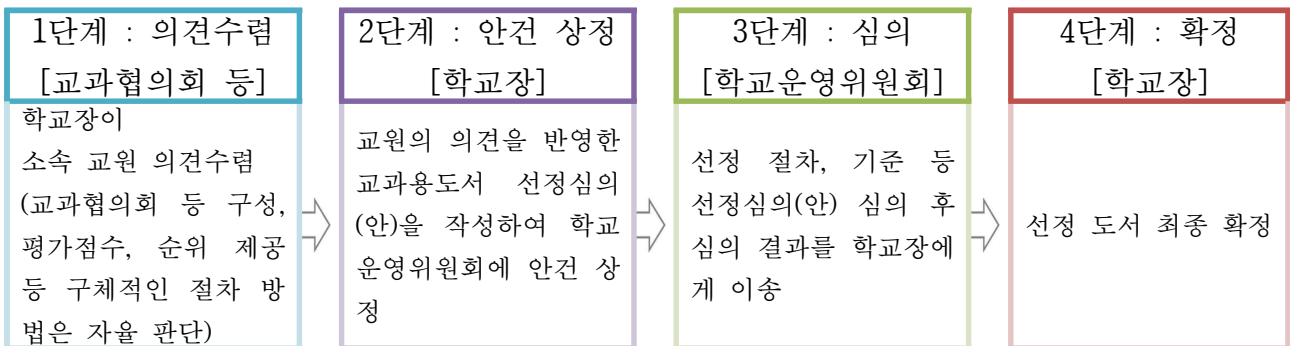 1단계 : 의견수렴
[교과협의회 등]
학교장이
소속 교원 의견수렴
(교과협의회 등 구성,
평가점수, 순위 제공
등 구체적인 절차 방
법은 자율 판단)
2단계 : 안건 상정
[학교장]
교원의 의견을 반영한
교과용도서 선정심의
(안)을 작성하여 학교
운영위원회에 안건 상
정
3단계 : 심의
[학교운영위원회]
선정 절차, 기준 등
선정심의(안) 심의 후
심의 결과를 학교장에
게 이송
4단계 : 확정
[학교장]
선정 도서 최종 확정